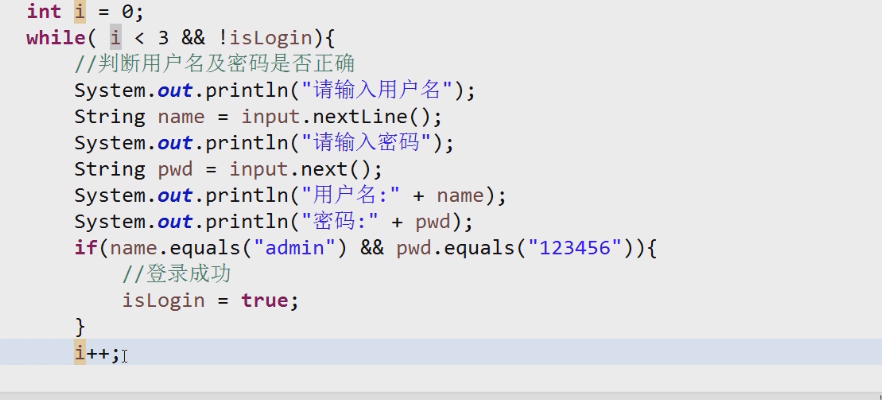 int i = 0;
while( i < 3 && !isLogin){
//判断用户名及密码是否正确
System.out.println("请输入用户名");
String name = input.nextLine();
System.out.println("请输入密码");
String pwd = input.next();
System.out.println("用户名:" + name);
System.out.println("密码:" + pwd);
if(name.equals("admin") && pwd.equals("123456")){
//登录成功
isLogin = true;
}
i++;